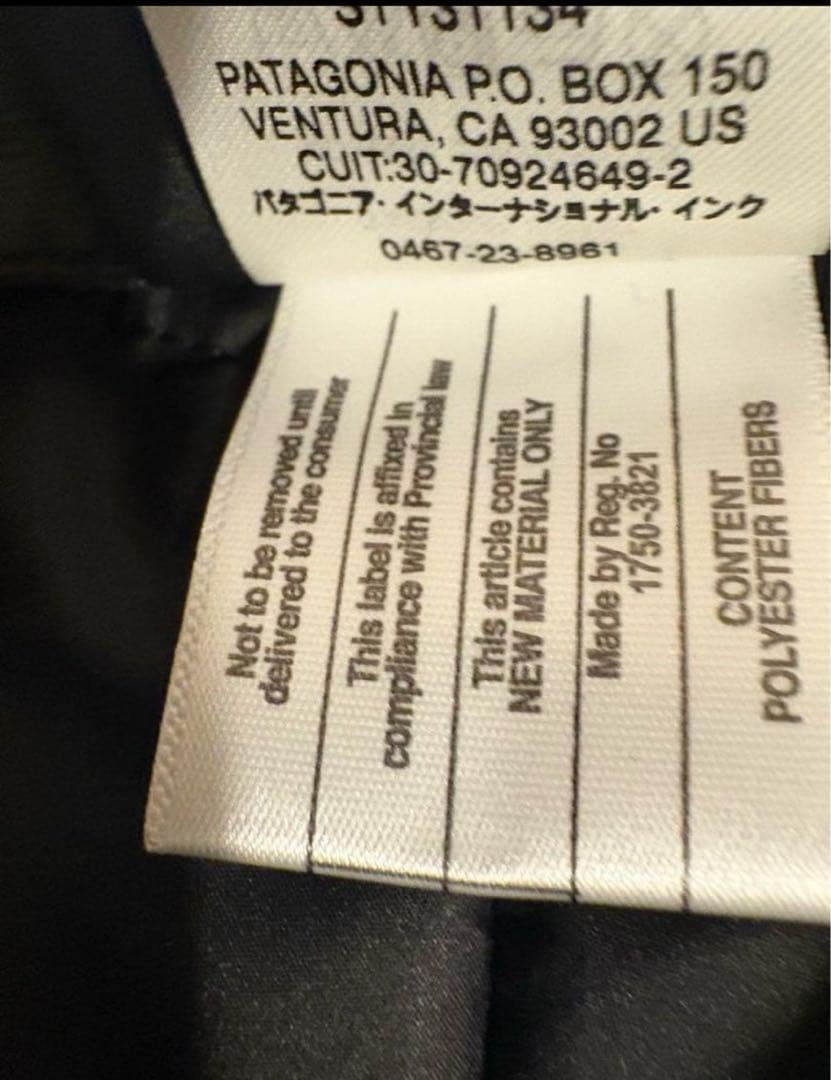 PATAGONIA P.O. BOX 150
VENTURA, CA 93002 US
CUIT:30-70924649-2
パタゴニア・インターナショナル・インク
0467-23-8961
Not to be removed until
delivered to the consumer
This label is affixed in
compliance with Provincial law
This article contains
NEW MATERIAL ONLY
Made by Reg. No
1750-3821
CONTENT
POLYESTER FIBERS